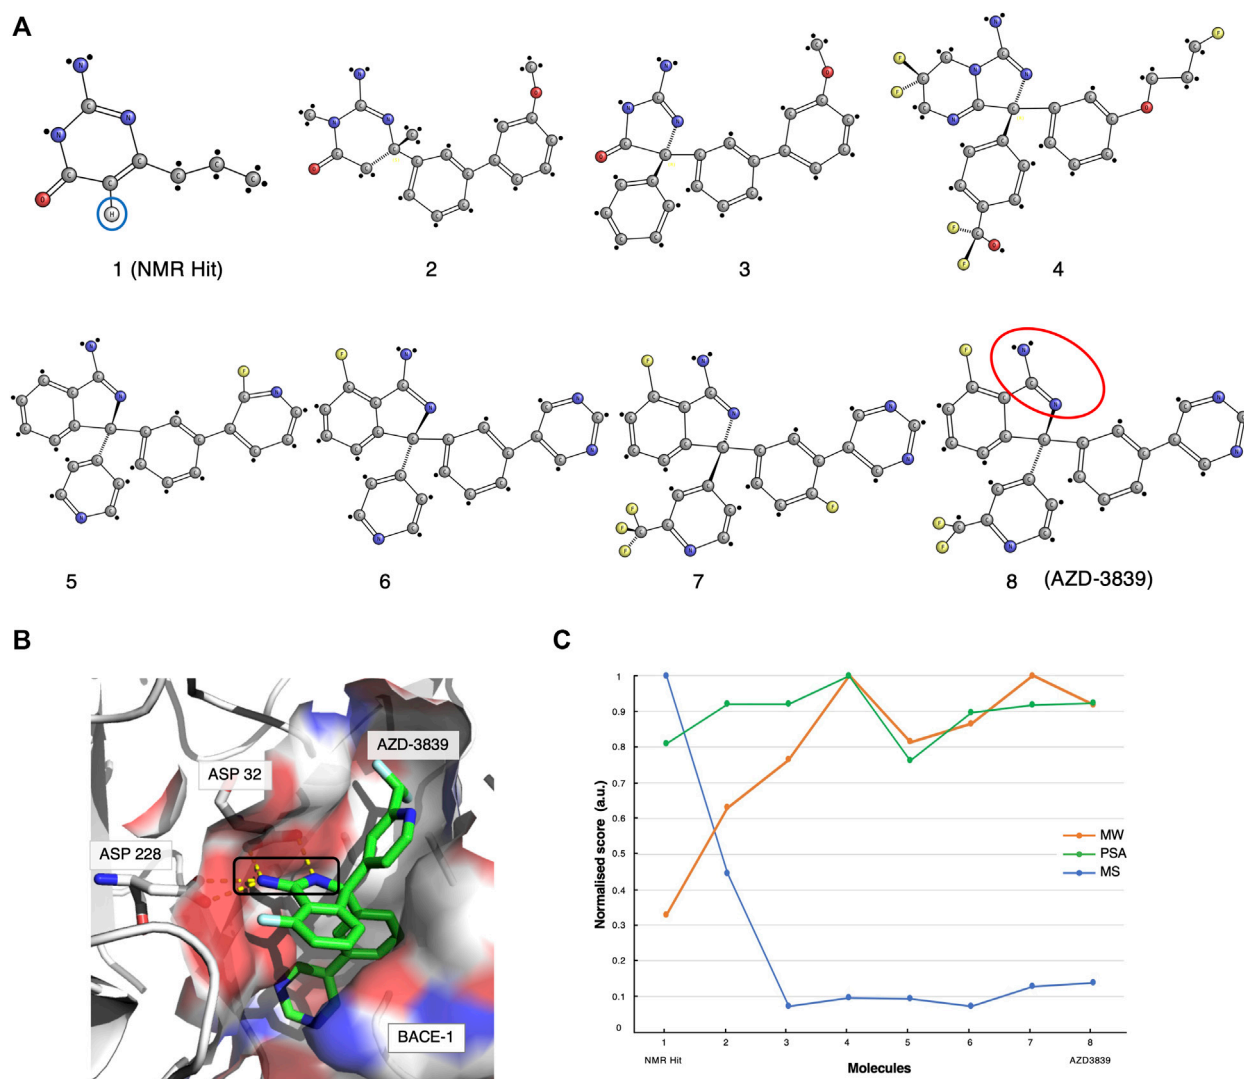 A
1 (NMR Hit)
2
3
4
5
6
7
8 (AZD-3839)
B
AZD-3839
ASP 32
ASP 228
BACE-1
C
Normalised score (a.u.)
1
0.9
0.8
0.7
0.6
0.5
0.4
0.3
0.2
0.1
0
MW
PSA
MS
1 2 3 4 5 6 7 8
NMR Hit AZD3839
Molecules